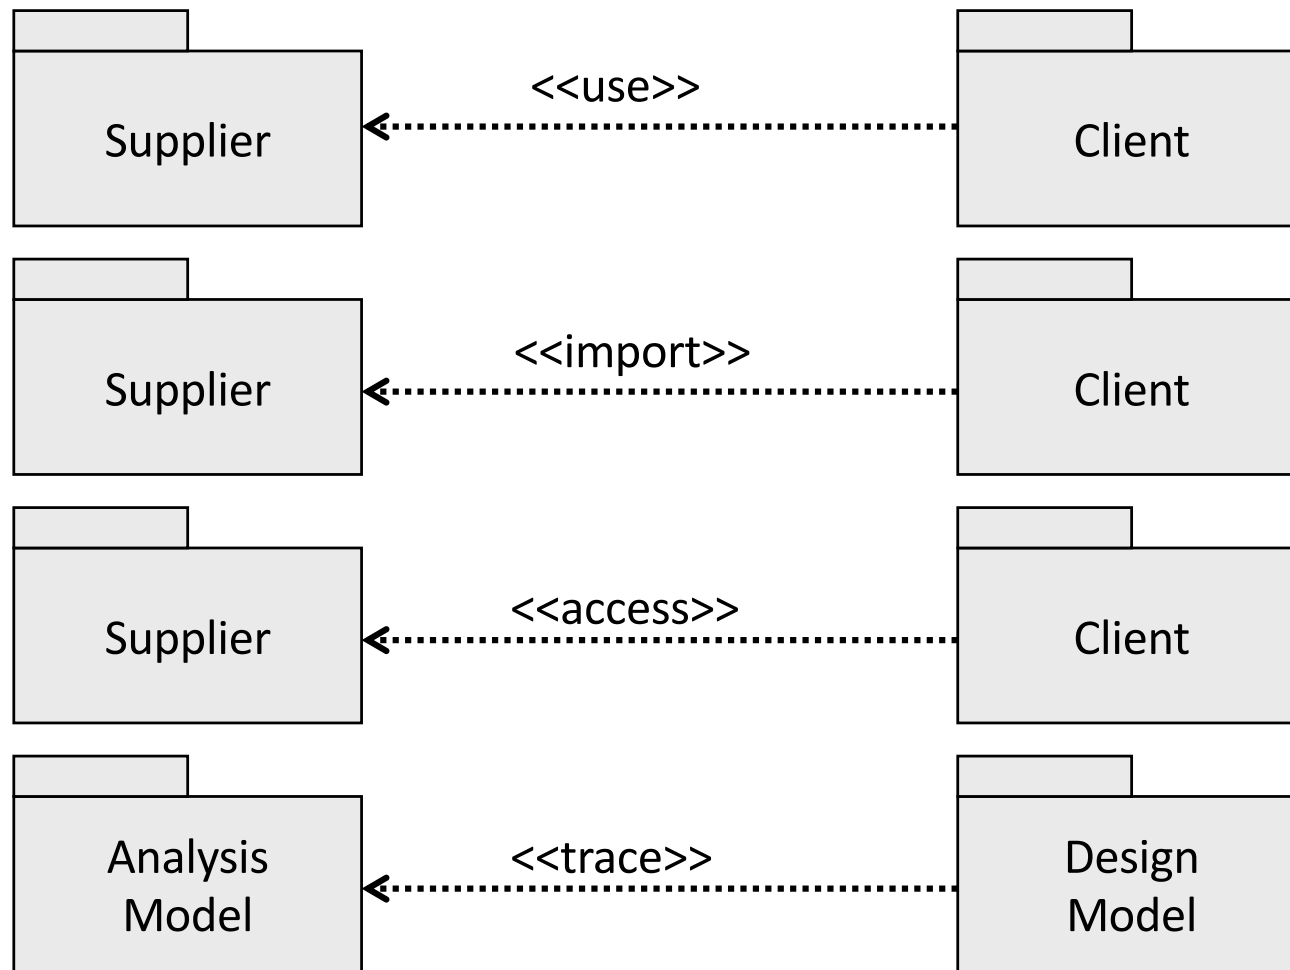 <<use>>
Supplier
Client
<<import>>
Supplier
Client
<<access>>
Supplier
Client
<<trace>>
Analysis
Model
Design
Model